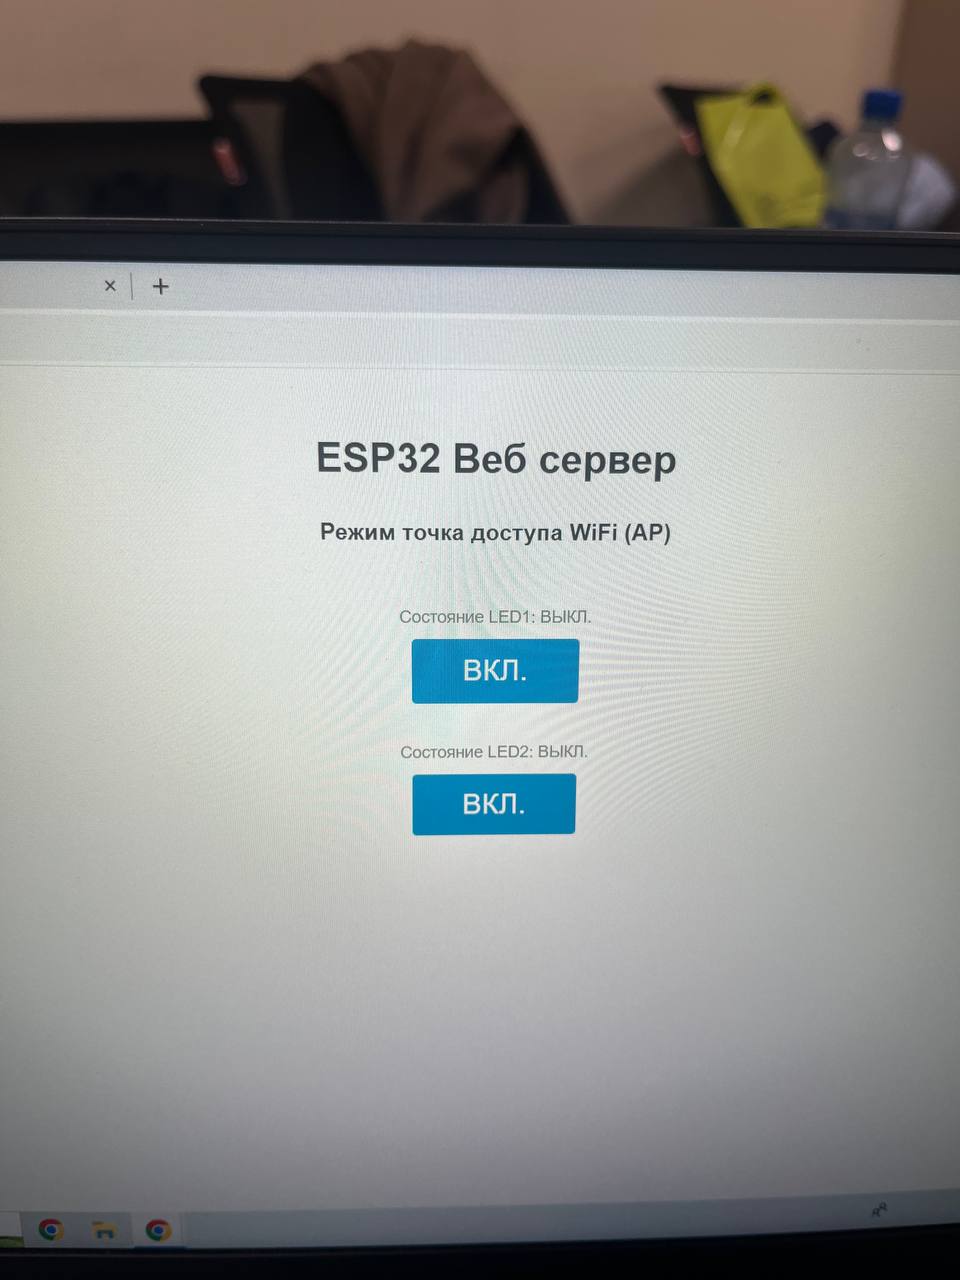 ESP32 Веб сервер
Режим точка доступа WiFi (AP)
Состояние LED1: ВЫКЛ.
ВКЛ.
Состояние LED2: ВЫКЛ.
ВКЛ.